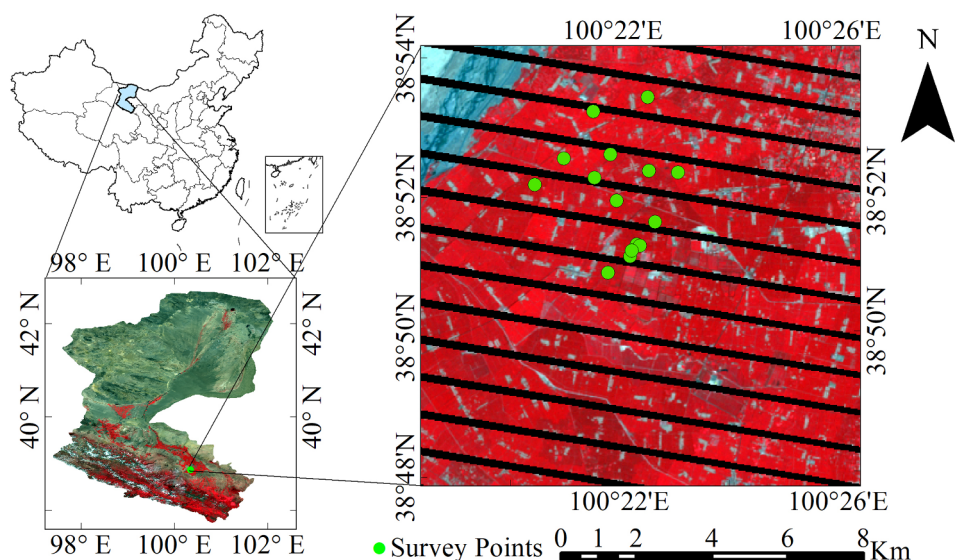 100°22'E 100°26'E
N
38°54'N
38°52'N
38°52'N
38°50'N
38°50'N
38°48'N
100°22'E 100°26'E
98° E 100° E 102° E
42° N
42° N
40° N
40° N
98° E 100° E 102° E
Survey Points
0 1 2 4 6 8 Km